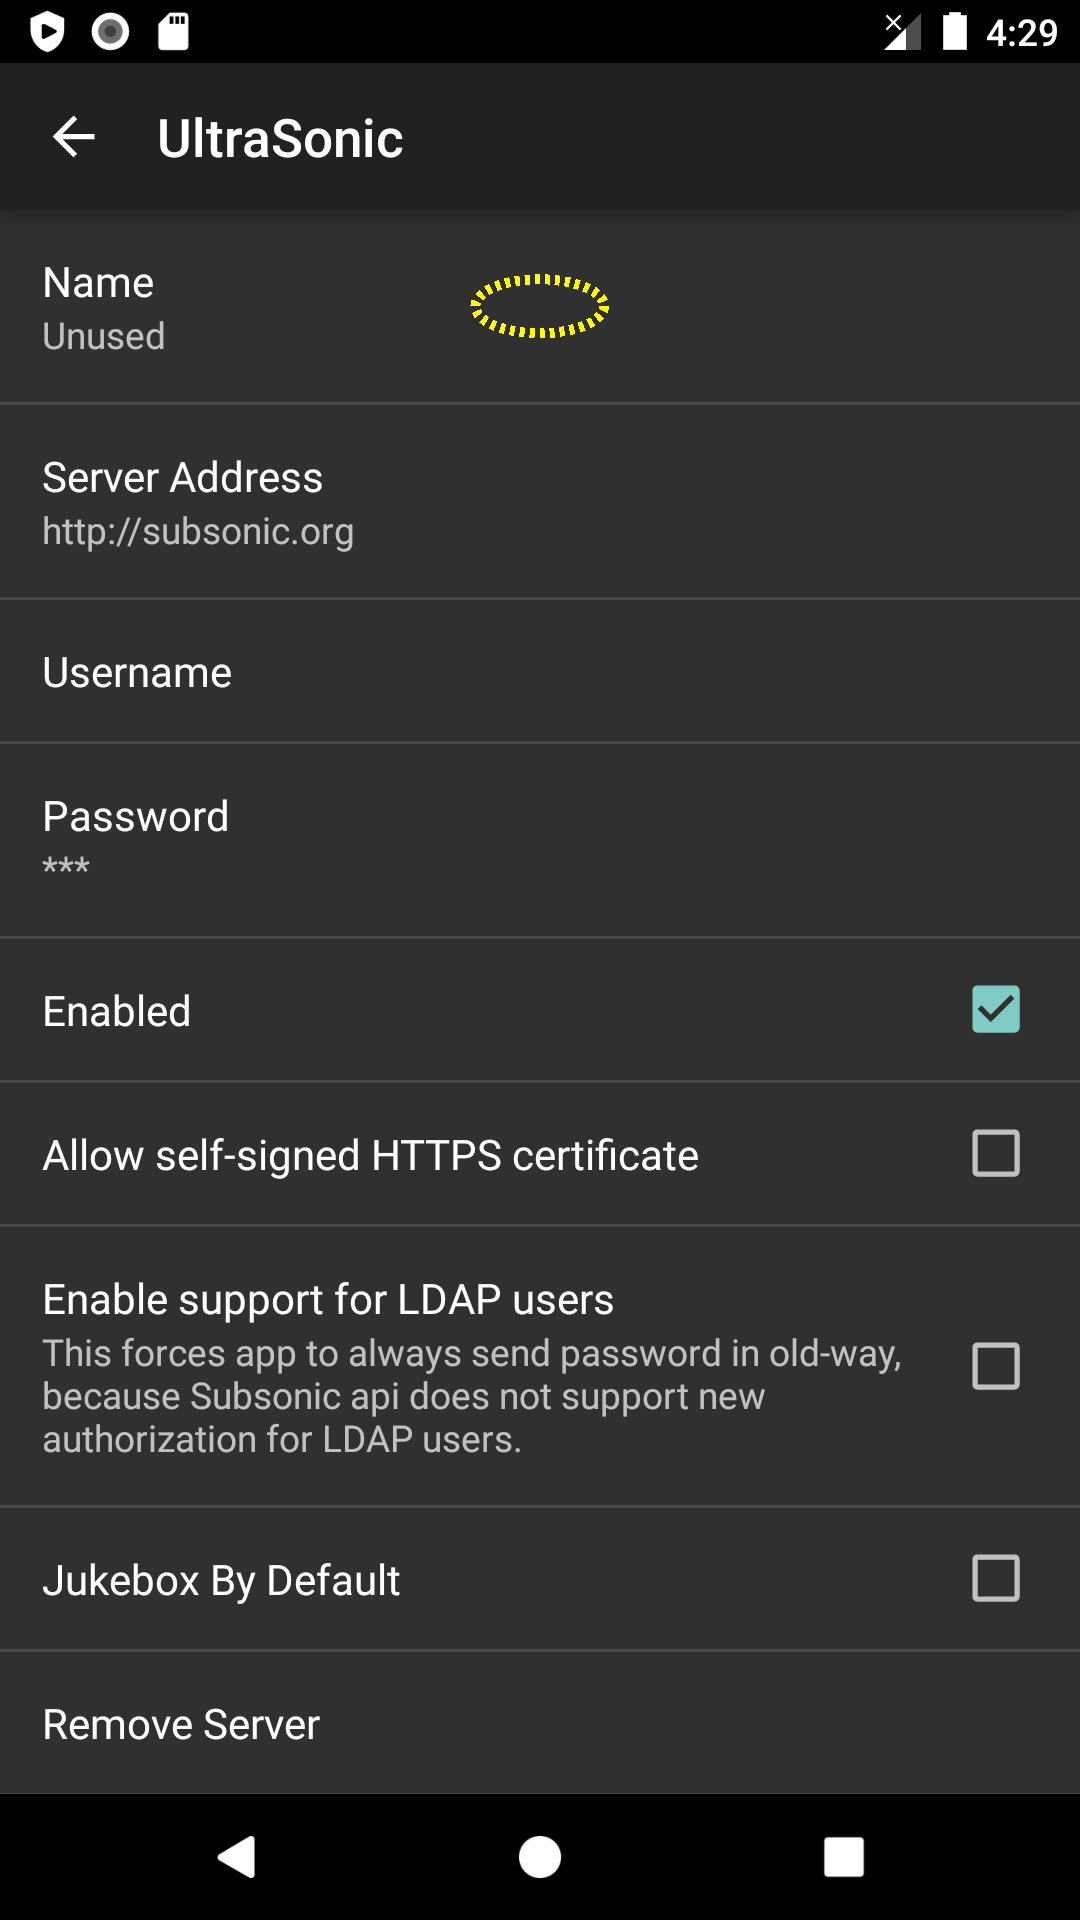 4:29
UltraSonic
Name
Unused
Server Address
http://subsonic.org
Username
Password
***
Enabled
Allow self-signed HTTPS certificate
Enable support for LDAP users
This forces app to always send password in old-way,
because Subsonic api does not support new
authorization for LDAP users.
Jukebox By Default
Remove Server